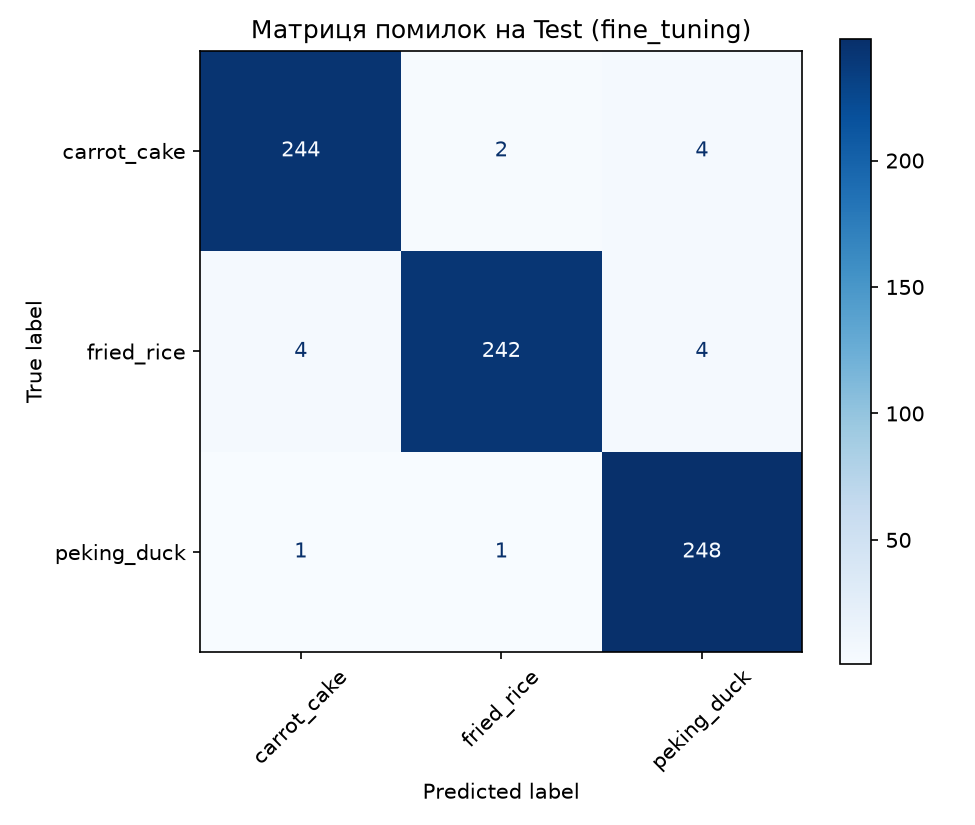 Матриця помилок на Test (fine_tuning)
carrot_cake 244 2 4
fried_rice 4 242 4
peking_duck 1 1 248
True label
carrot_cake fried_rice peking_duck
Predicted label
200
150
100
50